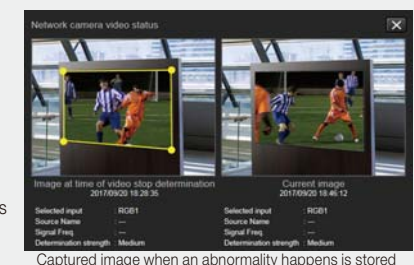 Network camera video status
Image at time of video stop determination
2017/09/20 18:28:35
Current image
2017/09/20 18:46:12
Selected input : RGB1
Source Name : ---
Signal Freq. : ---
Determination strength : Medium
Selected input : RGB1
Source Name : ---
Signal Freq. : ---
Determination strength : Medium
s
Captured image when an abnormality happens is stored